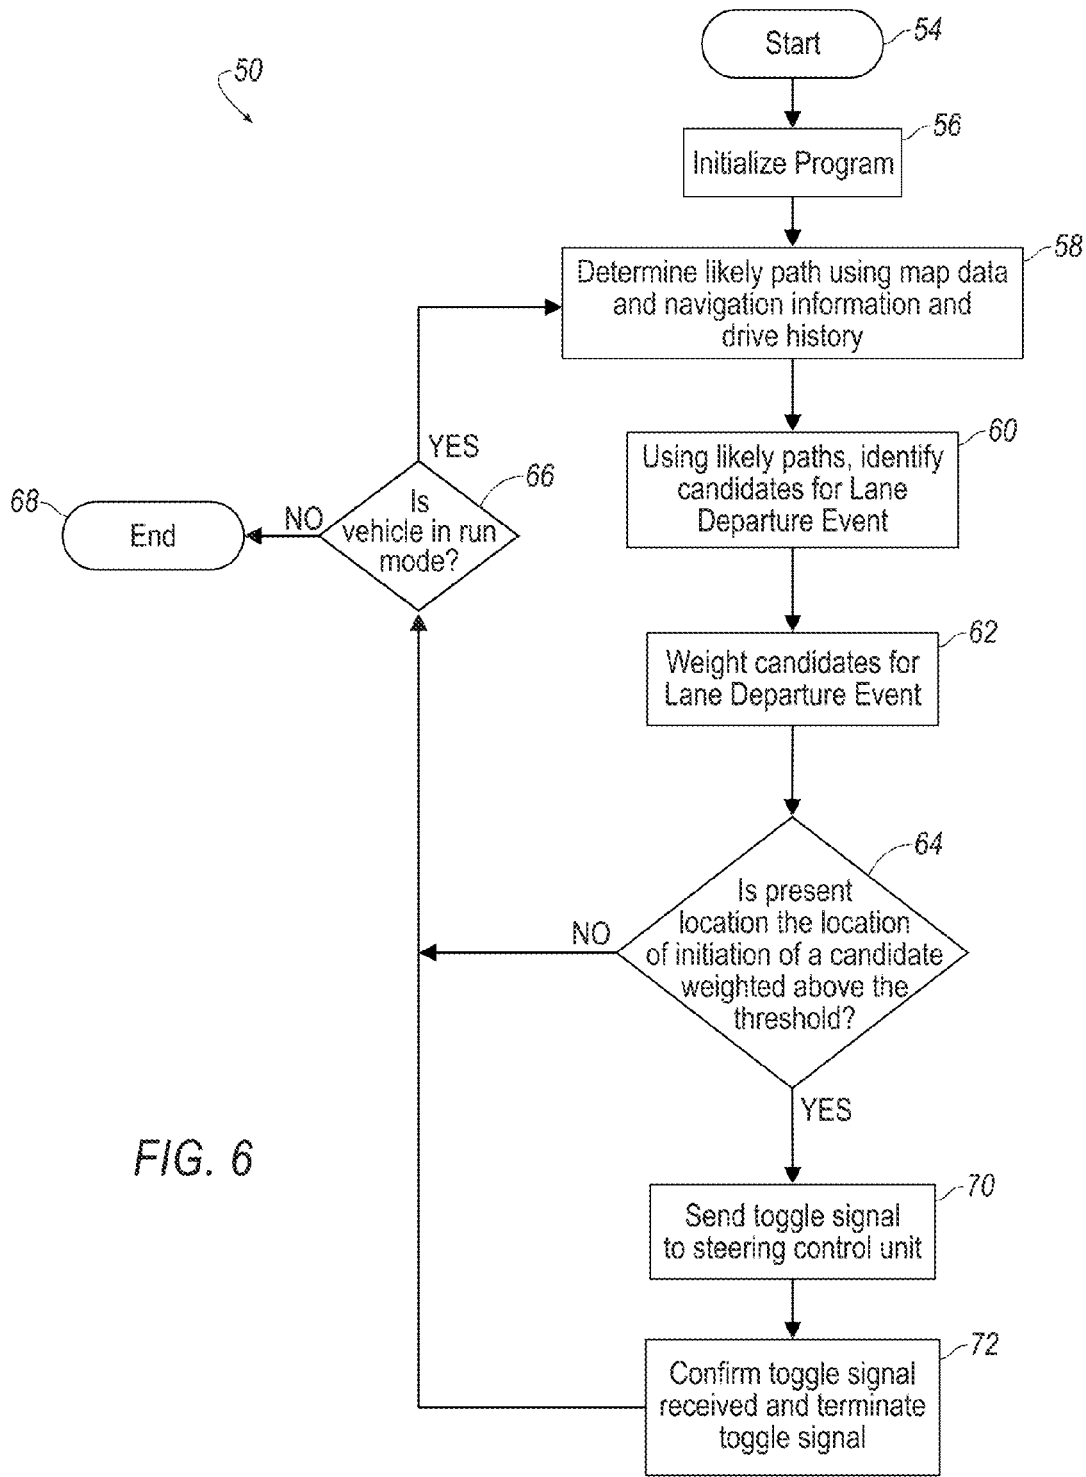 Start
54
50
56
Initialize Program
58
Determine likely path using map data
and navigation information and
drive history
YES
60
Using likely paths, identify
candidates for Lane
Departure Event
66
Is
vehicle in run
mode?
68
End
NO
62
Weight candidates for
Lane Departure Event
64
Is present
location the location
of initiation of a candidate
weighted above the
threshold?
NO
YES
FIG. 6
70
Send toggle signal
to steering control unit
72
Confirm toggle signal
received and terminate
toggle signal